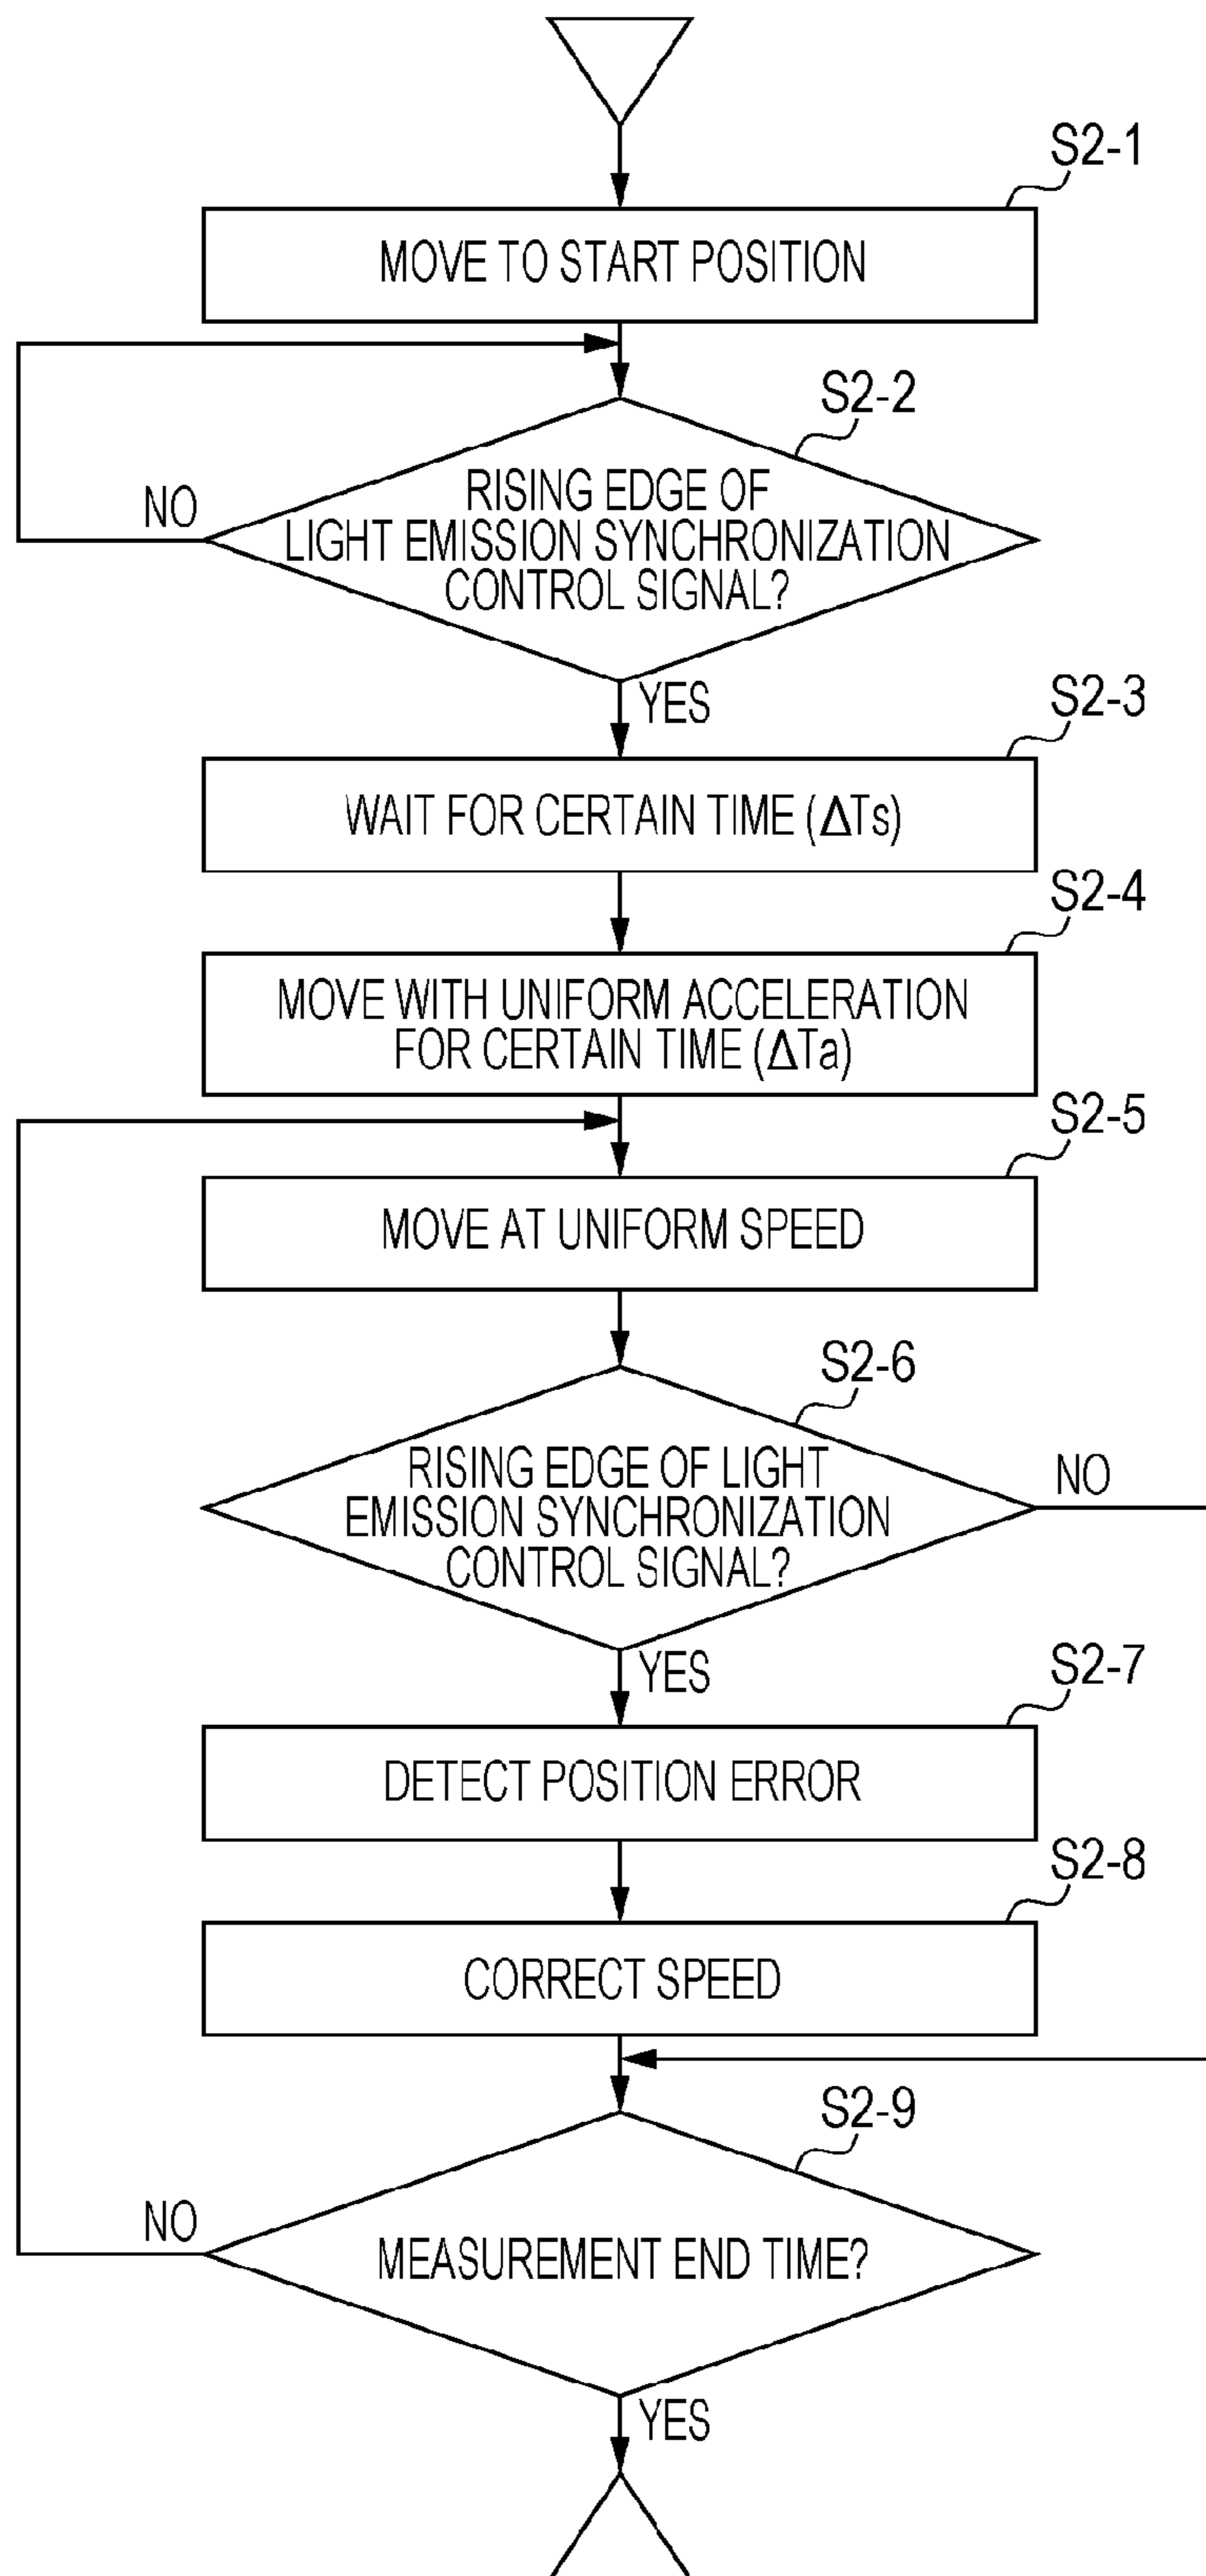 S2-1
MOVE TO START POSITION
S2-2
RISING EDGE OF
LIGHT EMISSION SYNCHRONIZATION
CONTROL SIGNAL?
NO
YES
S2-3
WAIT FOR CERTAIN TIME (ΔTs)
S2-4
MOVE WITH UNIFORM ACCELERATION
FOR CERTAIN TIME (ΔTa)
S2-5
MOVE AT UNIFORM SPEED
S2-6
RISING EDGE OF LIGHT
EMISSION SYNCHRONIZATION
CONTROL SIGNAL?
NO
YES
S2-7
DETECT POSITION ERROR
S2-8
CORRECT SPEED
S2-9
MEASUREMENT END TIME?
NO
YES